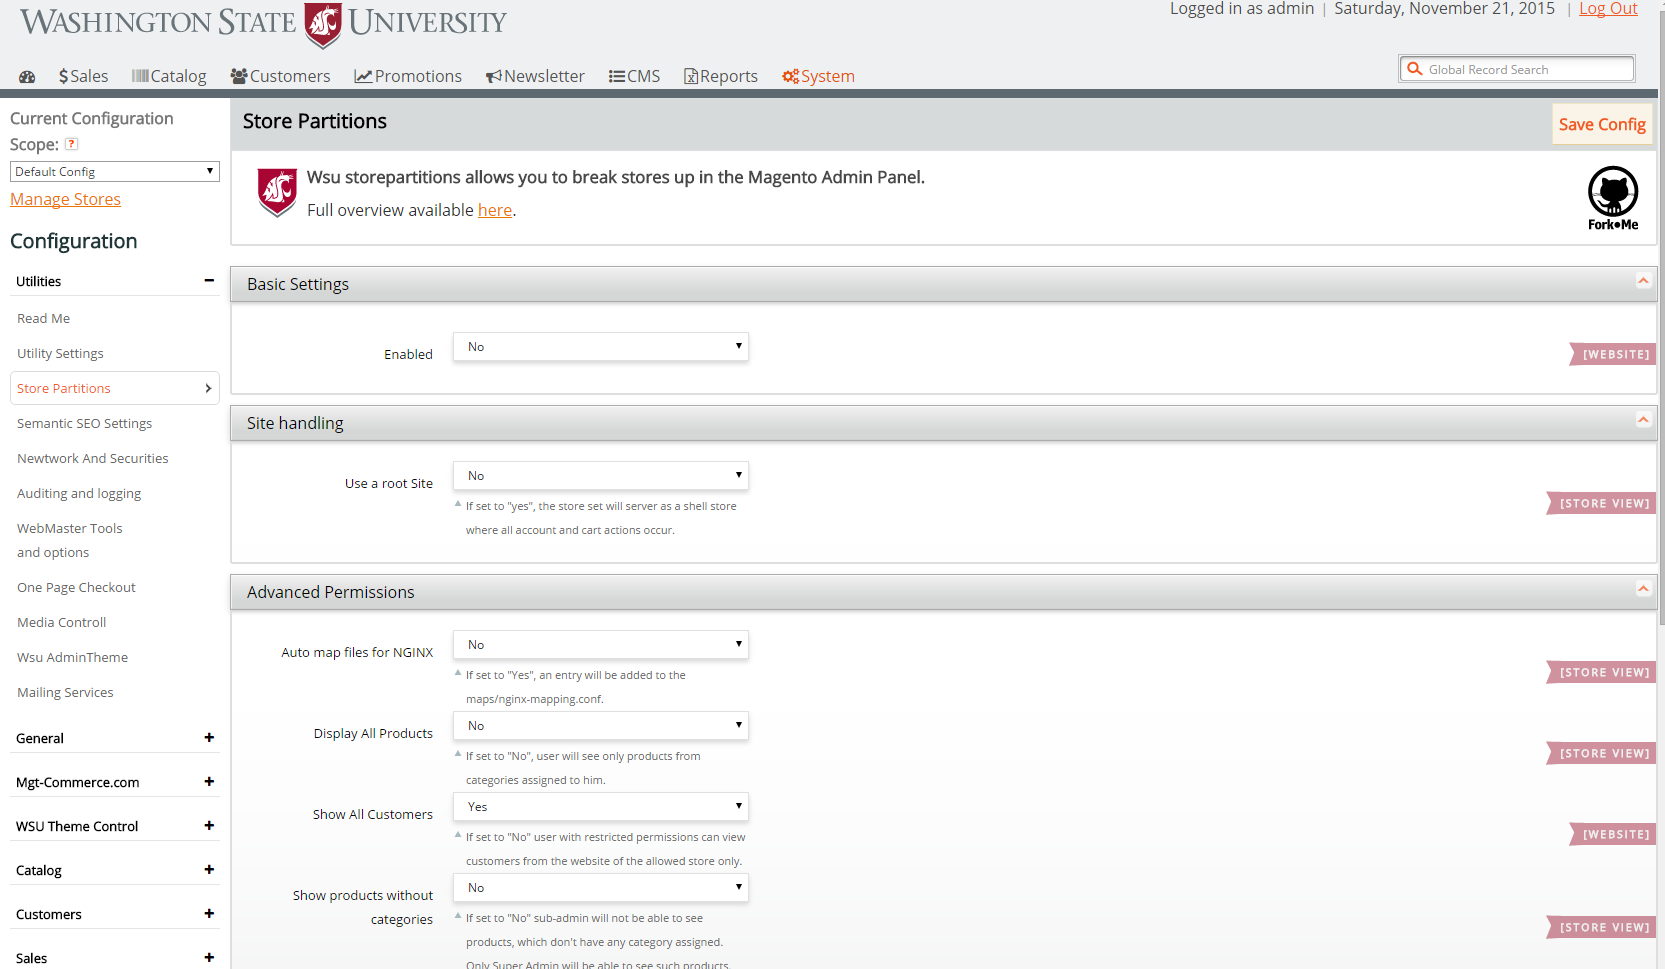 WASHINGTON STATE UNIVERSITY
Logged in as admin | Saturday, November 21, 2015 | Log Out
Sales Catalog Customers Promotions Newsletter CMS Reports System
Global Record Search
Current Configuration
Scope: ?
Default Config
Manage Stores
Configuration
Utilities
Read Me
Utility Settings
Store Partitions
Semantic SEO Settings
Newtwork And Securities
Auditing and logging
WebMaster Tools
and options
One Page Checkout
Media Controll
Wsu AdminTheme
Mailing Services
General
Mgt-Commerce.com
WSU Theme Control
Catalog
Customers
Sales
Store Partitions
Save Config
Wsu storepartitions allows you to break stores up in the Magento Admin Panel.
Full overview available here.
Fork•Me
Basic Settings
Enabled No [WEBSITE]
Site handling
Use a root Site No [STORE VIEW]
If set to "yes", the store set will server as a shell store
where all account and cart actions occur.
Advanced Permissions
Auto map files for NGINX No [STORE VIEW]
If set to "Yes", an entry will be added to the
maps/nginx-mapping.conf.
Display All Products No [STORE VIEW]
If set to "No", user will see only products from
categories assigned to him.
Show All Customers Yes [WEBSITE]
If set to "No" user with restricted permissions can view
customers from the website of the allowed store only.
Show products without
categories No [STORE VIEW]
If set to "No" sub-admin will not be able to see
products, which don't have any category assigned.
Only Super Admin will be able to see such products.